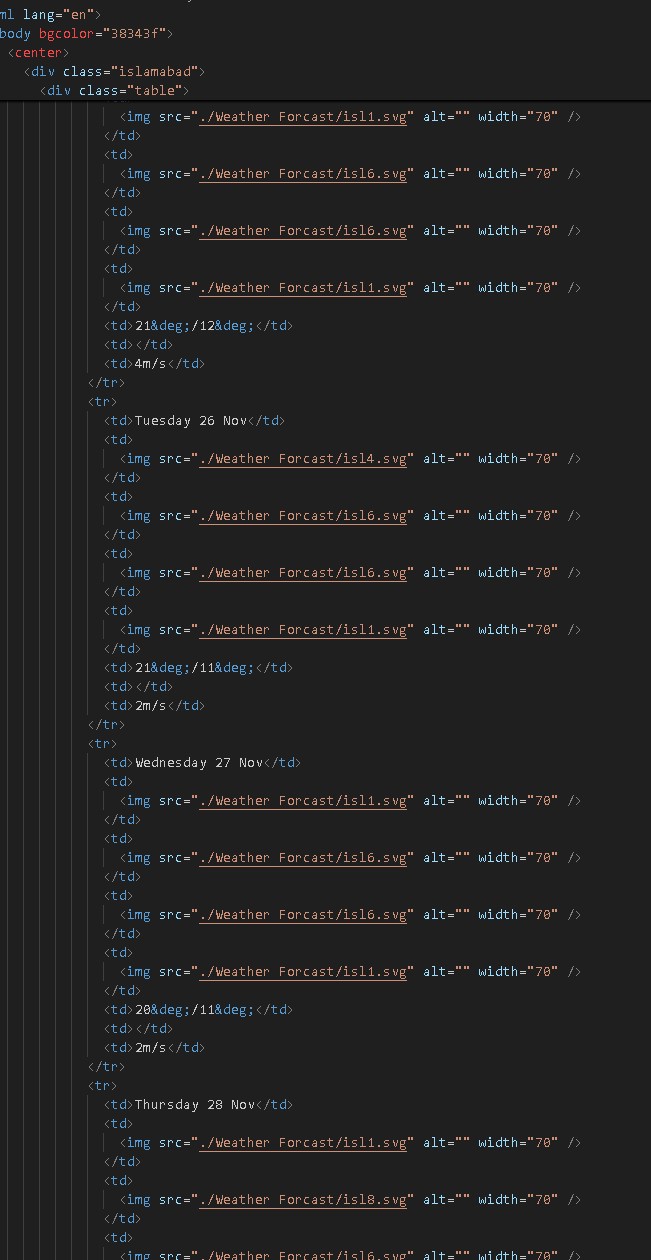 ml lang="en">
body bgcolor="38343f">
<center>
<div class="islamabad">
<div class="table">
<img src="./Weather Forcast/isl1.svg" alt="" width="70" />
</td>
<td>
<img src="./Weather Forcast/isl6.svg" alt="" width="70" />
</td>
<td>
<img src="./Weather Forcast/isl6.svg" alt="" width="70" />
</td>
<td>
<img src="./Weather Forcast/isl1.svg" alt="" width="70" />
</td>
<td>21&deg;/12&deg;</td>
<td></td>
<td>4m/s</td>
</tr>
<tr>
<td>Tuesday 26 Nov</td>
<td>
<img src="./Weather Forcast/isl4.svg" alt="" width="70" />
</td>
<td>
<img src="./Weather Forcast/isl6.svg" alt="" width="70" />
</td>
<td>
<img src="./Weather Forcast/isl6.svg" alt="" width="70" />
</td>
<td>
<img src="./Weather Forcast/isl1.svg" alt="" width="70" />
</td>
<td>21&deg;/11&deg;</td>
<td></td>
<td>2m/s</td>
</tr>
<tr>
<td>Wednesday 27 Nov</td>
<td>
<img src="./Weather Forcast/isl1.svg" alt="" width="70" />
</td>
<td>
<img src="./Weather Forcast/isl6.svg" alt="" width="70" />
</td>
<td>
<img src="./Weather Forcast/isl6.svg" alt="" width="70" />
</td>
<td>
<img src="./Weather Forcast/isl1.svg" alt="" width="70" />
</td>
<td>20&deg;/11&deg;</td>
<td></td>
<td>2m/s</td>
</tr>
<tr>
<td>Thursday 28 Nov</td>
<td>
<img src="./Weather Forcast/isl1.svg" alt="" width="70" />
</td>
<td>
<img src="./Weather Forcast/isl8.svg" alt="" width="70" />
</td>
<td>
<img src="./Weather Forcast/isl6.svg" alt="" width="70" />